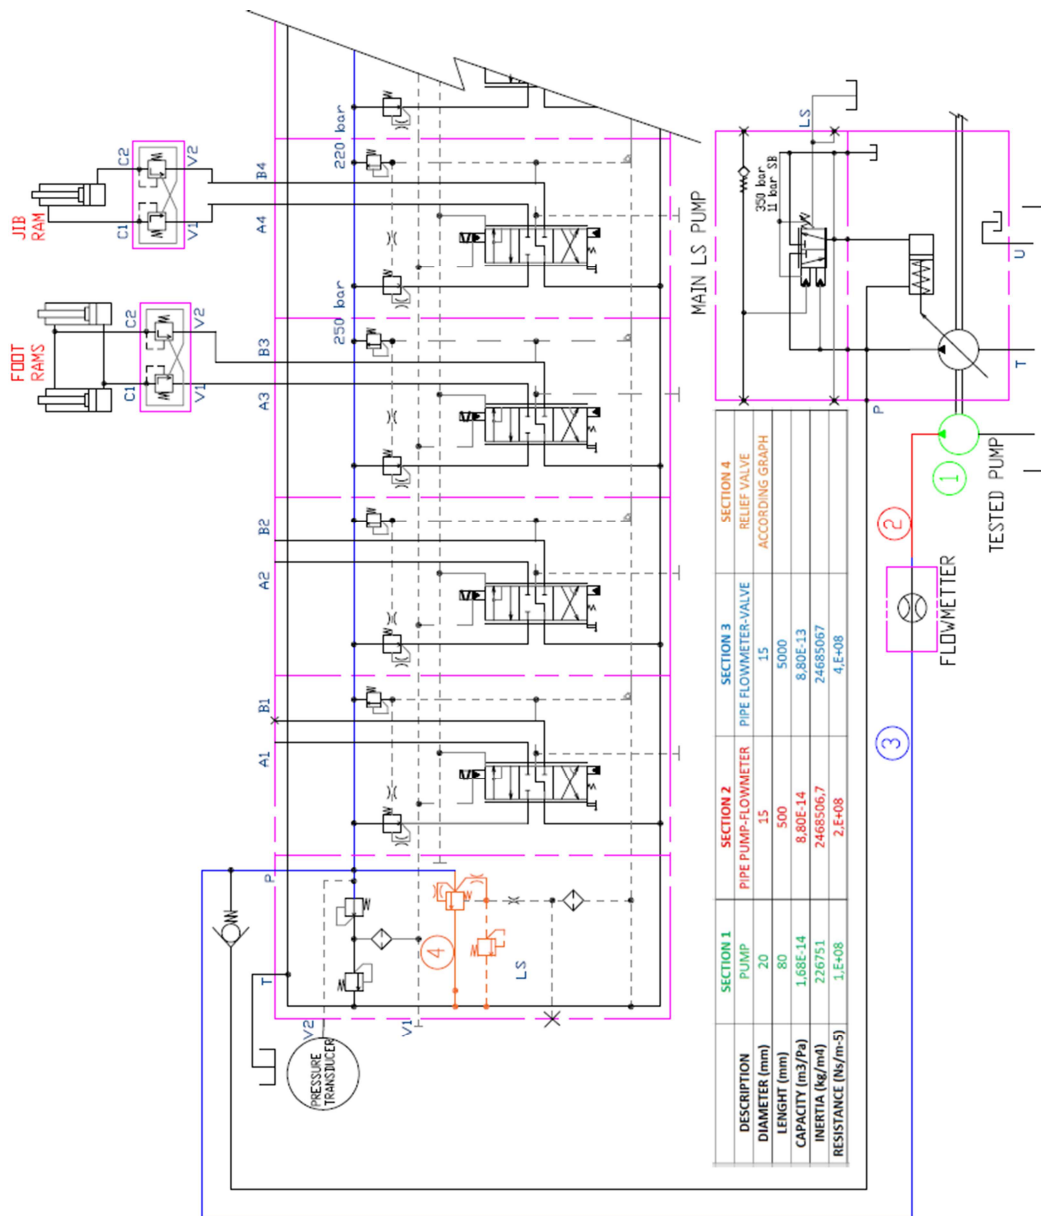 JIB
RAM
C2
V2
C1
V1
FOOT
RAMS
C2
V2
C1
V1
220 bar
B4
A4
250 bar
B3
A3
B2
A2
B1
A1
P
T
V2
V1
LS
4
PRESSURE
TRANSDUCER
MAIN LS PUMP
LS
350 bar
11 bar SB
U
T
P
1
TESTED PUMP
2
FLOWMETTER
3
DESCRIPTION
DIAMETER (mm)
LENGHT (mm)
CAPACITY (m3/Pa)
INERTIA (kg/m4)
RESISTANCE (Ns/m-5)
SECTION 1
PUMP
20
80
1,68E-14
226751
1,E+08
SECTION 2
PIPE PUMP-FLOWMETER
15
500
8,80E-14
2468506,7
2,E+08
SECTION 3
PIPE FLOWMETER-VALVE
15
5000
8,80E-13
24685067
4,E+08
SECTION 4
RELIEF VALVE
ACCORDING GRAPH